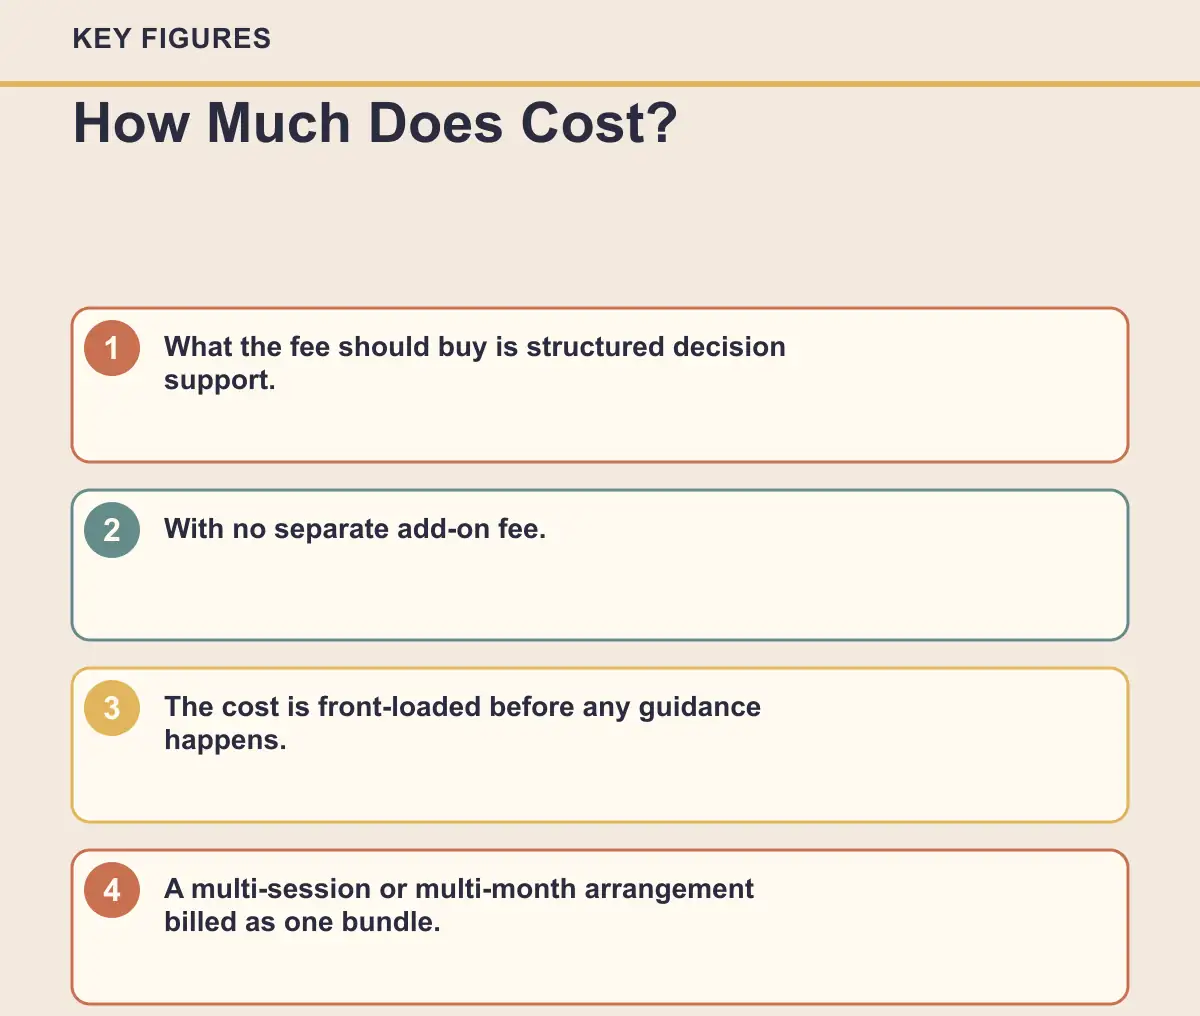 KEY FIGURES
How Much Does Cost?
1
What the fee should buy is structured decision
support.
2
With no separate add-on fee.
3
The cost is front-loaded before any guidance
happens.
4
A multi-session or multi-month arrangement
billed as one bundle.